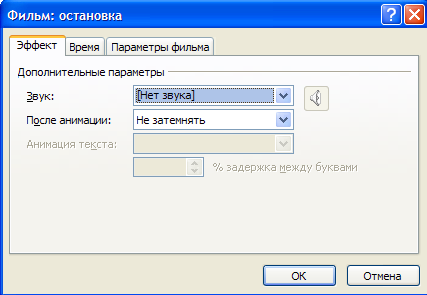 Фильм: остановка
Эффект Время Параметры фильма
Дополнительные параметры
Звук: [Нет звука]
После анимации: Не затемнять
Анимация текста:
% задержка между буквами
ОК Отмена